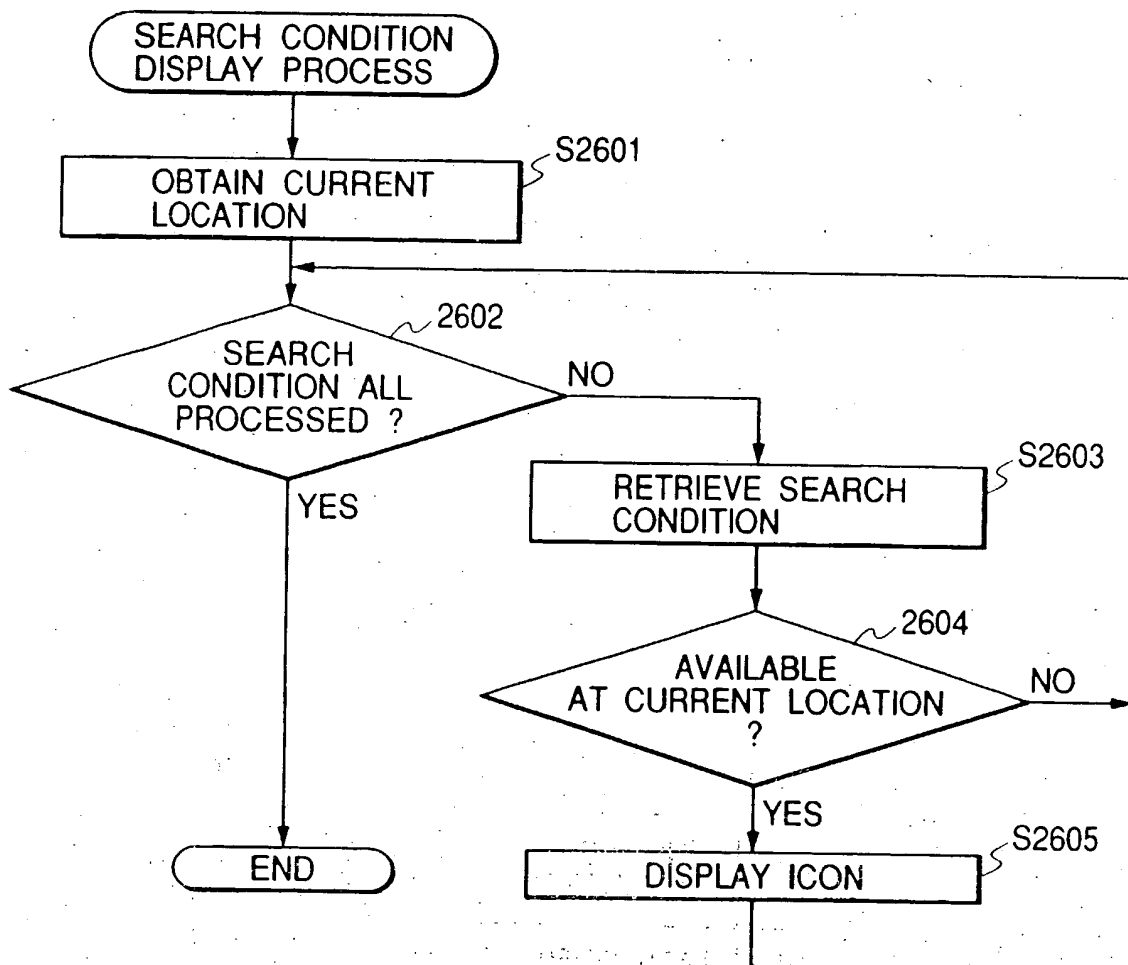 SEARCH CONDITION
DISPLAY PROCESS
S2601
OBTAIN CURRENT
LOCATION
2602
SEARCH
CONDITION ALL
PROCESSED ?
NO
YES
S2603
RETRIEVE SEARCH
CONDITION
2604
AVAILABLE
AT CURRENT LOCATION
?
NO
YES
S2605
DISPLAY ICON
END